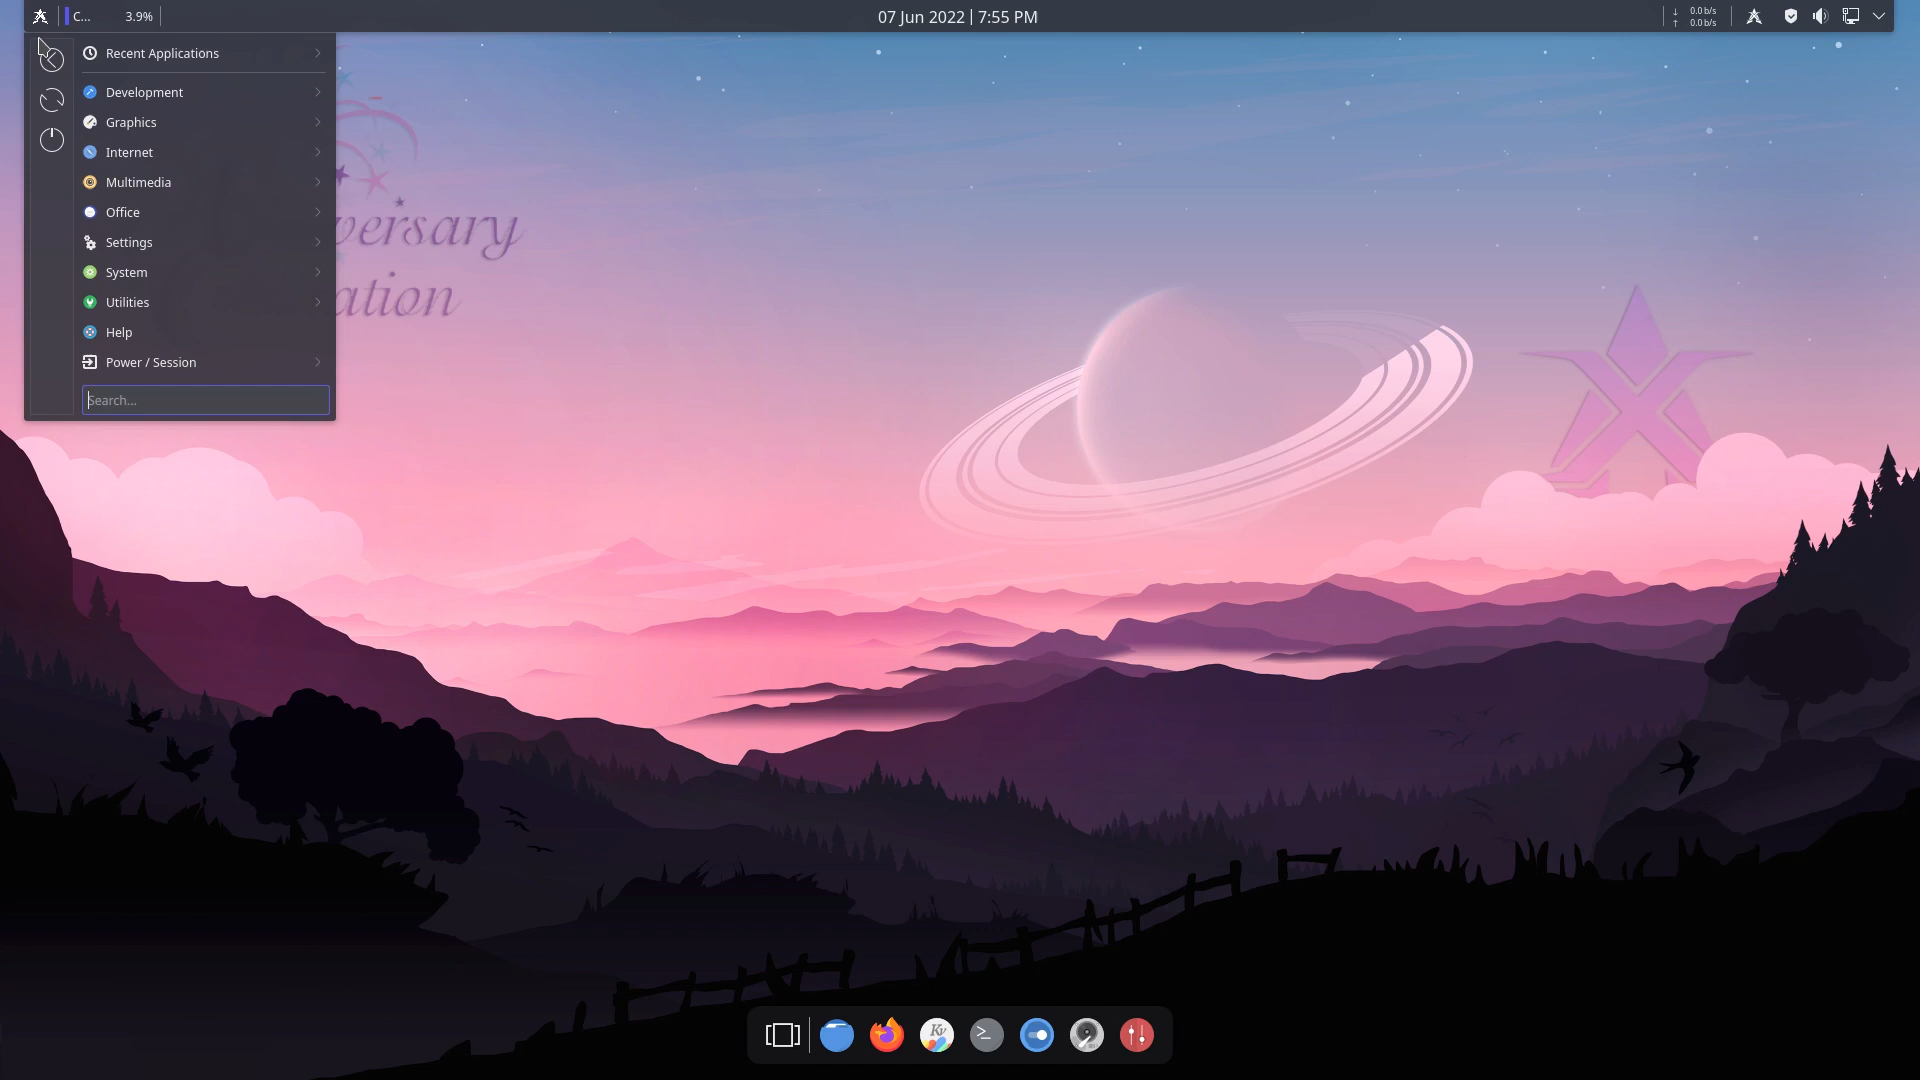 C... 3.9%
07 Jun 2022 | 7:55 PM
↓ 0.0 b/s
↑ 0.0 b/s
Recent Applications
Development
Graphics
Internet
Multimedia
Office
Settings
System
Utilities
Help
Power / Session
Search...
versary
ation
Kv